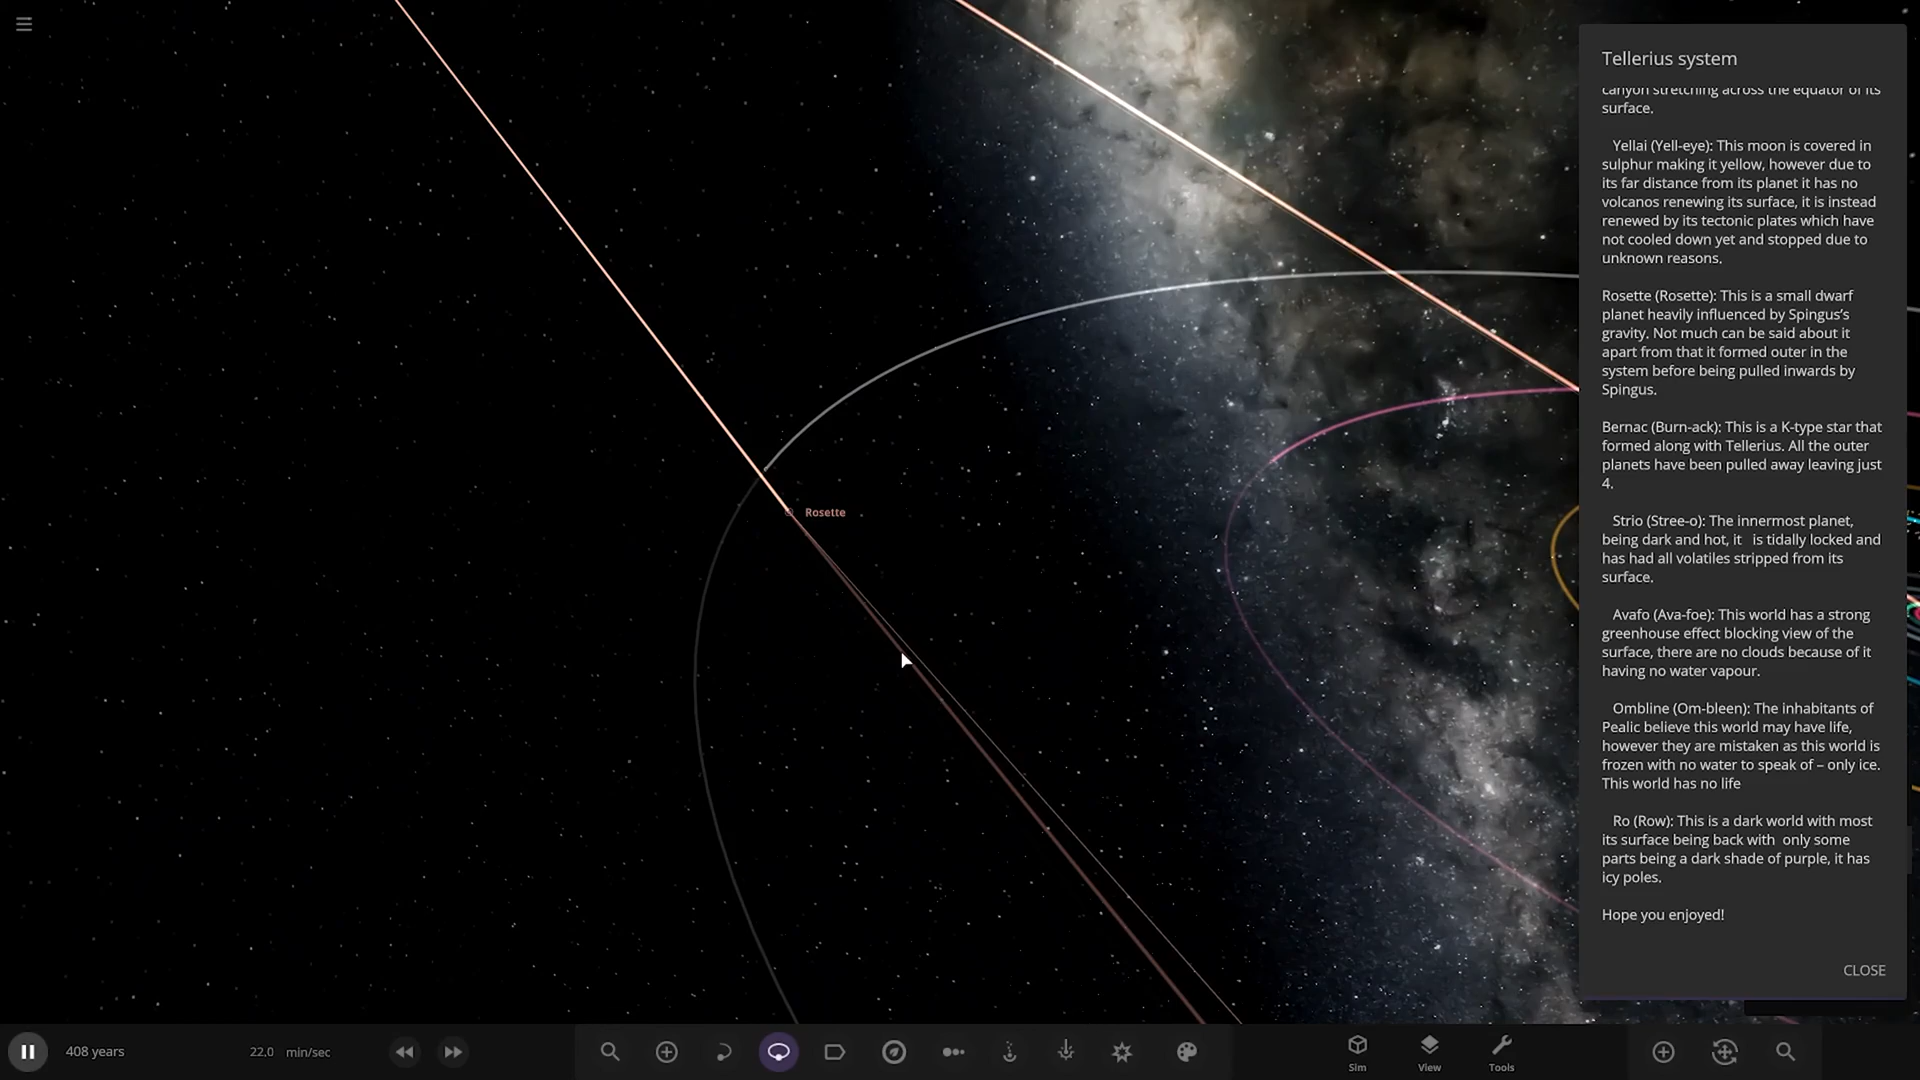 Tellerius system
canyon stretching across the equator of its
surface.
Yellai (Yell-eye): This moon is covered in
sulphur making it yellow, however due to
its far distance from its planet it has no
volcanos renewing its surface, it is instead
renewed by its tectonic plates which have
not cooled down yet and stopped due to
unknown reasons.
Rosette (Rosette): This is a small dwarf
planet heavily influenced by Spingus's
gravity. Not much can be said about it
apart from that it formed outer in the
system before being pulled inwards by
Spingus.
Bernac (Burn-ack): This is a K-type star that
formed along with Tellerius. All the outer
planets have been pulled away leaving just
4.
Strio (Stree-o): The innermost planet,
being dark and hot, it  is tidally locked and
has had all volatiles stripped from its
surface.
Avafo (Ava-foe): This world has a strong
greenhouse effect blocking view of the
surface, there are no clouds because of it
having no water vapour.
Ombline (Om-bleen): The inhabitants of
Pealic believe this world may have life,
however they are mistaken as this world is
frozen with no water to speak of – only ice.
This world has no life
Ro (Row): This is a dark world with most
its surface being back with  only some
parts being a dark shade of purple, it has
icy poles.
Hope you enjoyed!
CLOSE
Rosette
408 years
22.0 min/sec
Sim
View
Tools